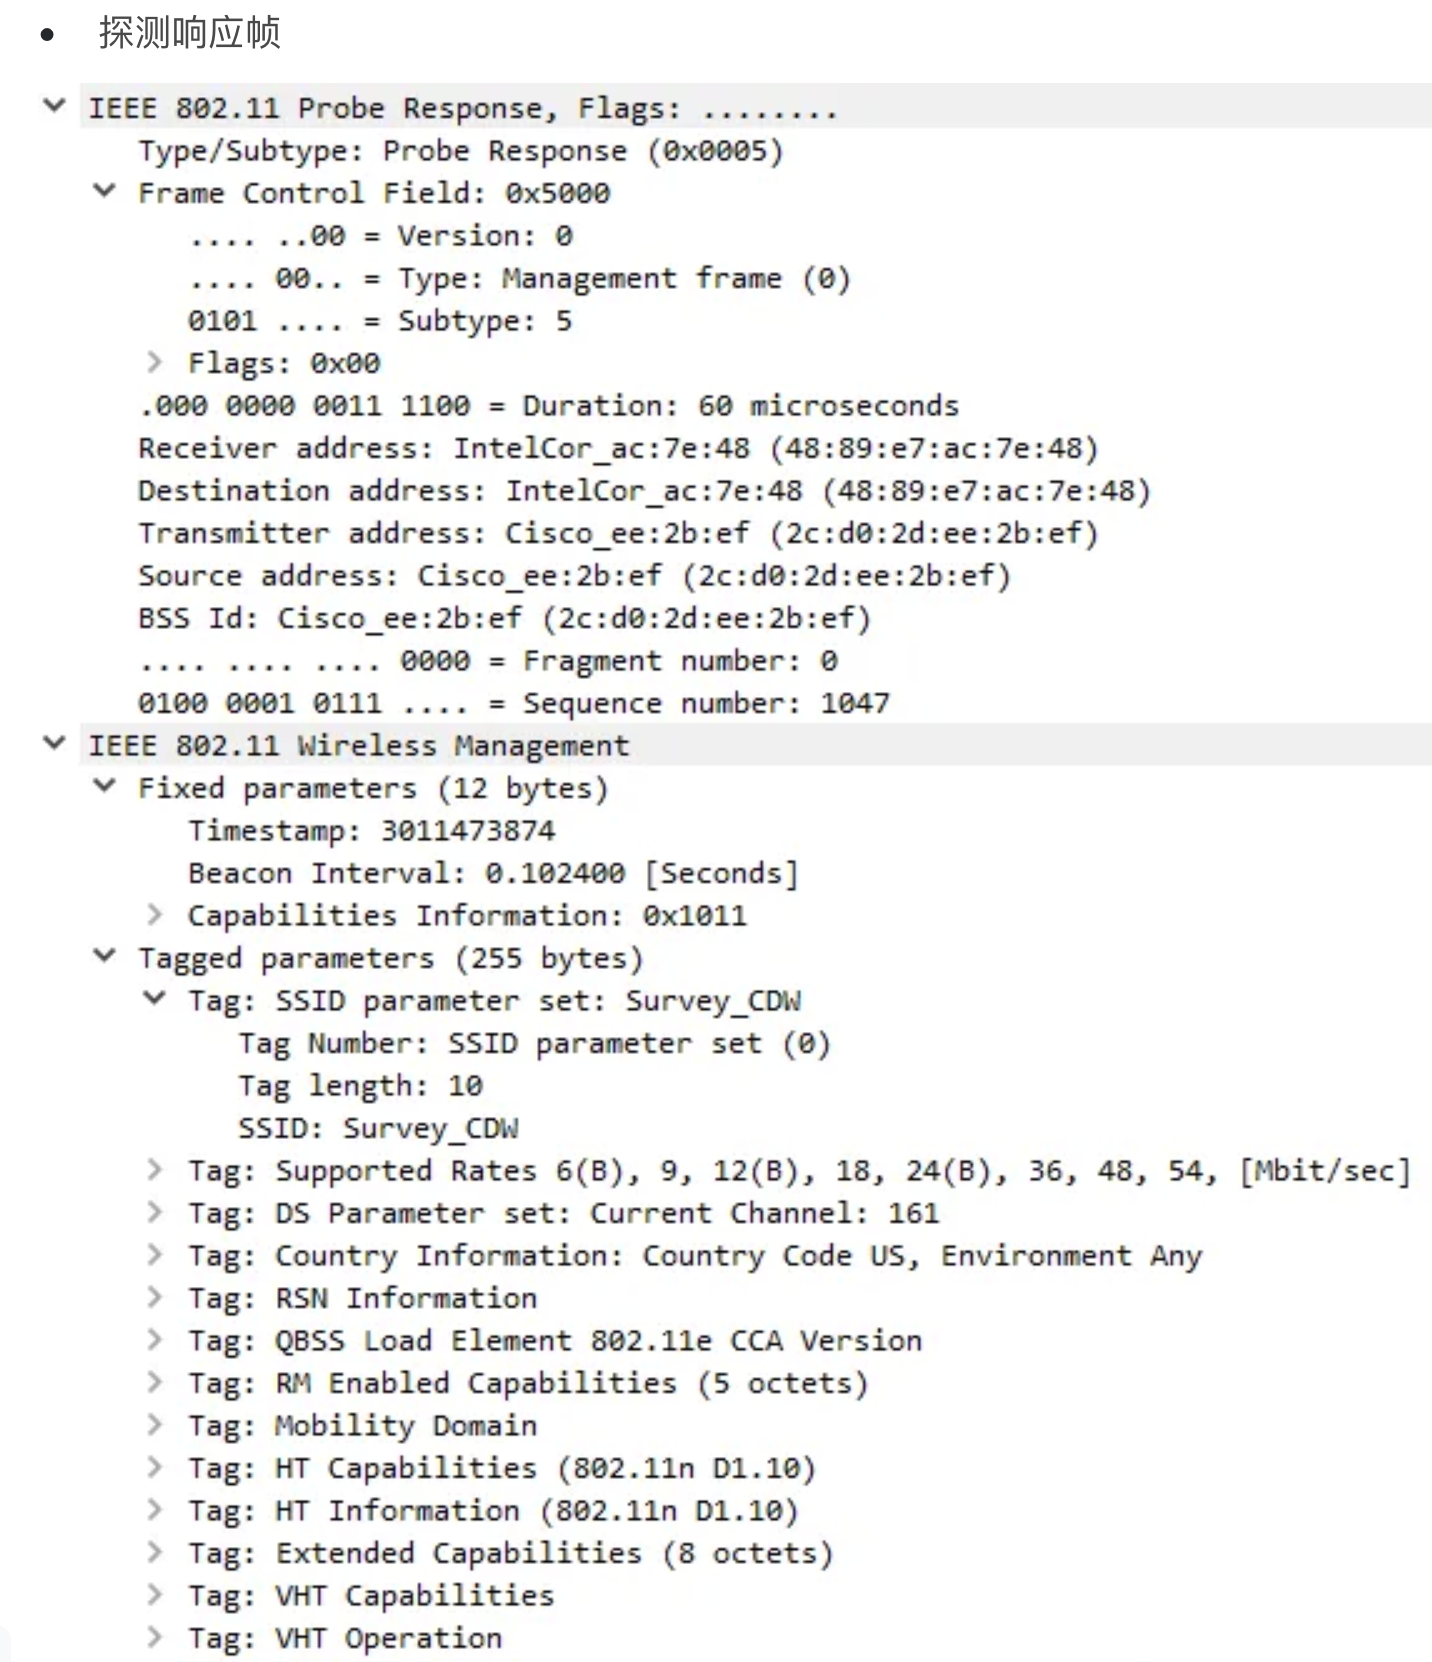 • 探测响应帧
IEEE 802.11 Probe Response, Flags: ........
Type/Subtype: Probe Response (0x0005)
Frame Control Field: 0x5000
.... ..00 = Version: 0
.... 00.. = Type: Management frame (0)
0101 .... = Subtype: 5
Flags: 0x00
.000 0000 0011 1100 = Duration: 60 microseconds
Receiver address: IntelCor_ac:7e:48 (48:89:e7:ac:7e:48)
Destination address: IntelCor_ac:7e:48 (48:89:e7:ac:7e:48)
Transmitter address: Cisco_ee:2b:ef (2c:d0:2d:ee:2b:ef)
Source address: Cisco_ee:2b:ef (2c:d0:2d:ee:2b:ef)
BSS Id: Cisco_ee:2b:ef (2c:d0:2d:ee:2b:ef)
.... .... .... 0000 = Fragment number: 0
0100 0001 0111 .... = Sequence number: 1047
IEEE 802.11 Wireless Management
Fixed parameters (12 bytes)
Timestamp: 3011473874
Beacon Interval: 0.102400 [Seconds]
Capabilities Information: 0x1011
Tagged parameters (255 bytes)
Tag: SSID parameter set: Survey_CDW
Tag Number: SSID parameter set (0)
Tag length: 10
SSID: Survey_CDW
Tag: Supported Rates 6(B), 9, 12(B), 18, 24(B), 36, 48, 54, [Mbit/sec]
Tag: DS Parameter set: Current Channel: 161
Tag: Country Information: Country Code US, Environment Any
Tag: RSN Information
Tag: QBSS Load Element 802.11e CCA Version
Tag: RM Enabled Capabilities (5 octets)
Tag: Mobility Domain
Tag: HT Capabilities (802.11n D1.10)
Tag: HT Information (802.11n D1.10)
Tag: Extended Capabilities (8 octets)
Tag: VHT Capabilities
Tag: VHT Operation